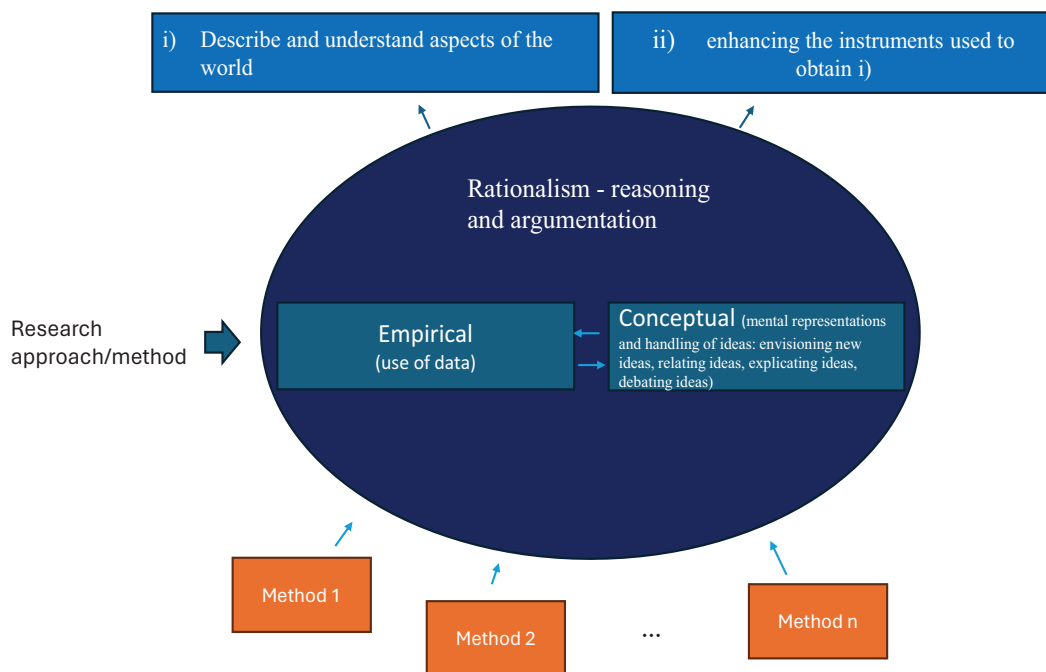 i) Describe and understand aspects of the
world
ii) enhancing the instruments used to
obtain i)
Rationalism - reasoning
and argumentation
Research
approach/method
Empirical
(use of data)
Conceptual (mental representations
and handling of ideas: envisioning new
ideas, relating ideas, explicating ideas,
debating ideas)
Method 1
Method 2
...
Method n